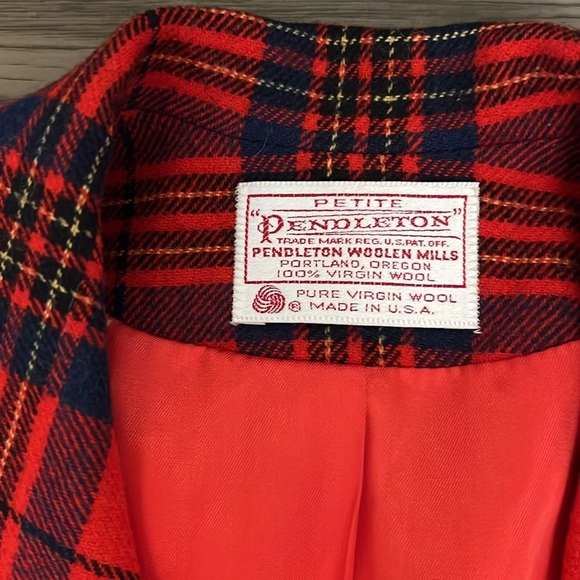 PETITE
"PENDLETON"
TRADE MARK REG. U.S. PAT. OFF.
PENDLETON WOOLEN MILLS
PORTLAND, OREGON
100% VIRGIN WOOL
PURE VIRGIN WOOL
® MADE IN U.S.A.